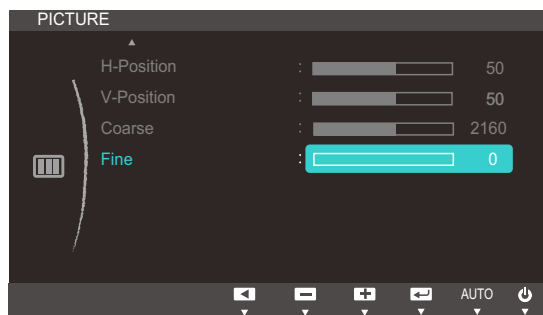 PICTURE
H-Position : 50
V-Position : 50
Coarse : 2160
Fine : 0
AUTO